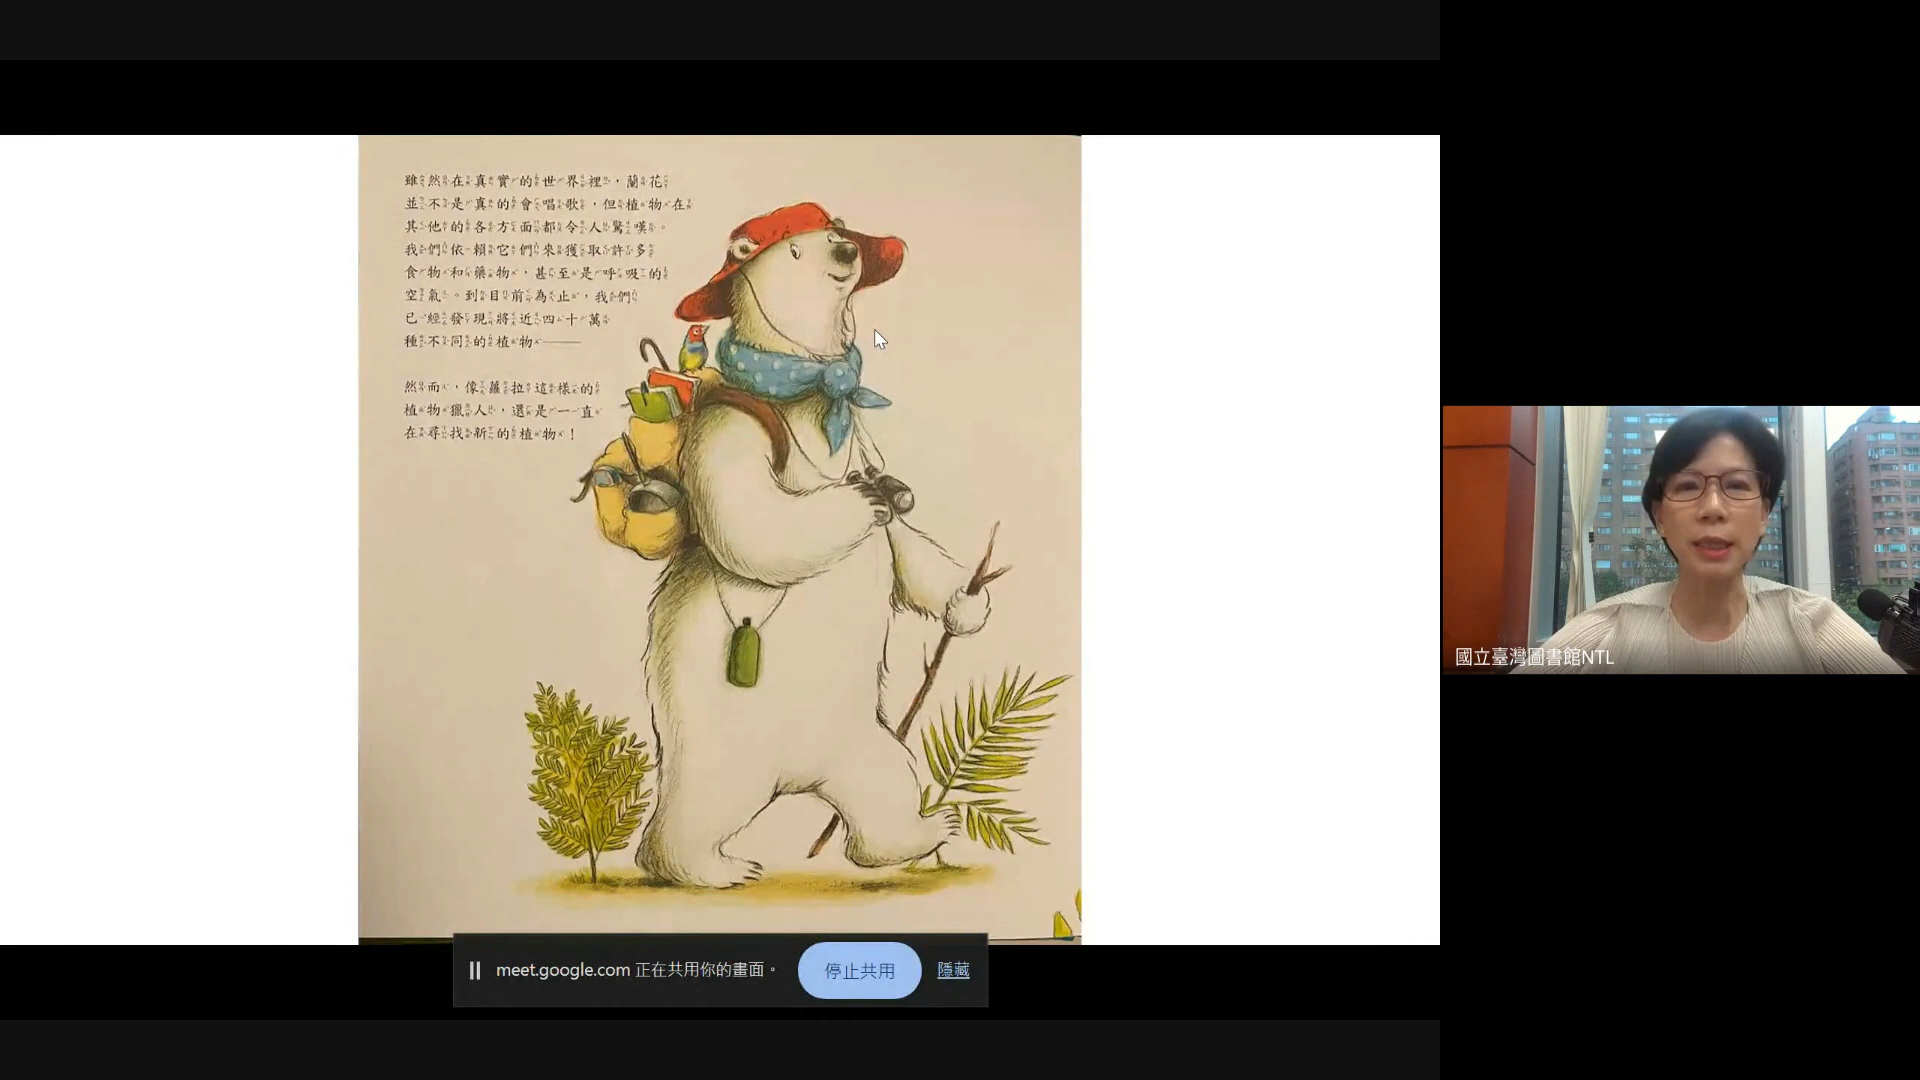 雖然在真實的世界裡，蘭花
並不是真的會唱歌，但植物在
其他的各方面都令人驚嘆。
我們依賴它們來獲取許多
食物和藥物，甚至是呼吸的
空氣。到目前為止，我們
已經發現將近四十萬
種不同的植物——
然而，像蘿拉這樣的
植物獵人，還是一直
在尋找新的植物！
國立臺灣圖書館NTL
meet.google.com 正在共用你的畫面。 停止共用 隱藏